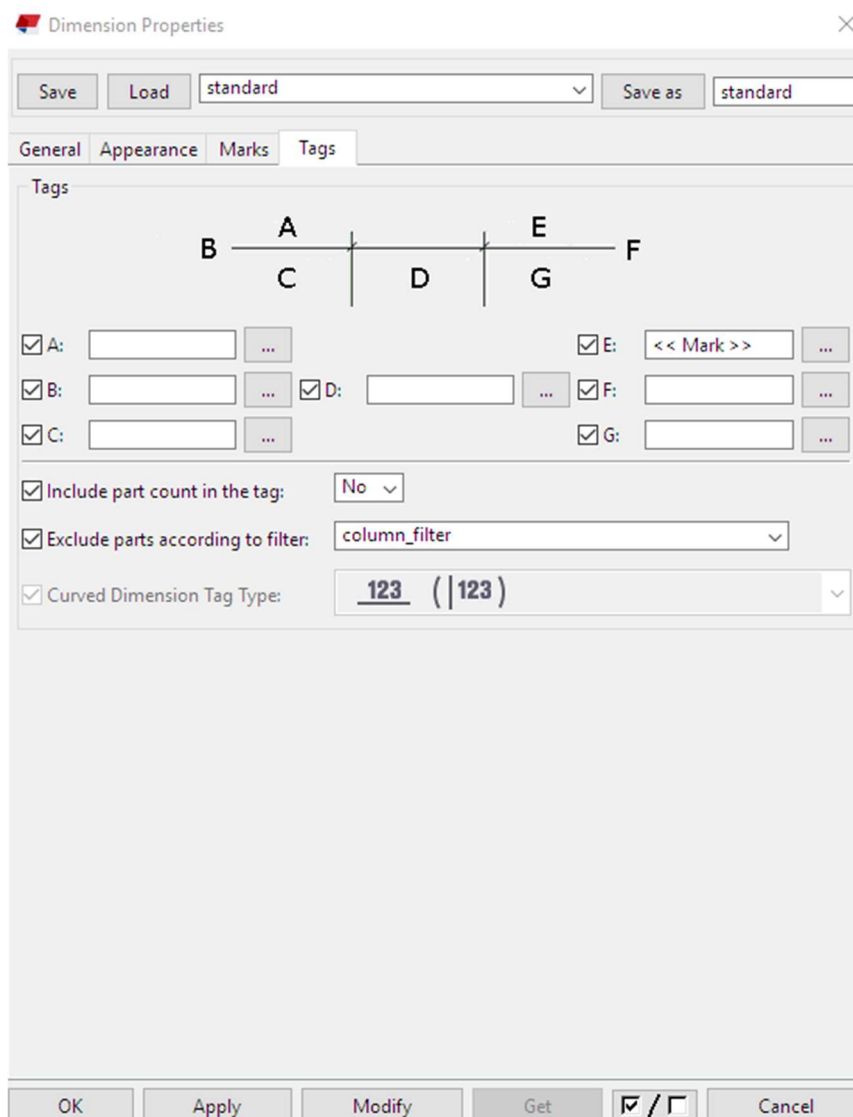 Dimension Properties
Save Load standard Save as standard
General Appearance Marks Tags
Tags
A E
B F
C D G
A: ... E: << Mark >> ...
B: ... D: ... F: ...
C: ... G: ...
Include part count in the tag: No
Exclude parts according to filter: column_filter
Curved Dimension Tag Type: 123 ( |123 )
OK Apply Modify Get / Cancel